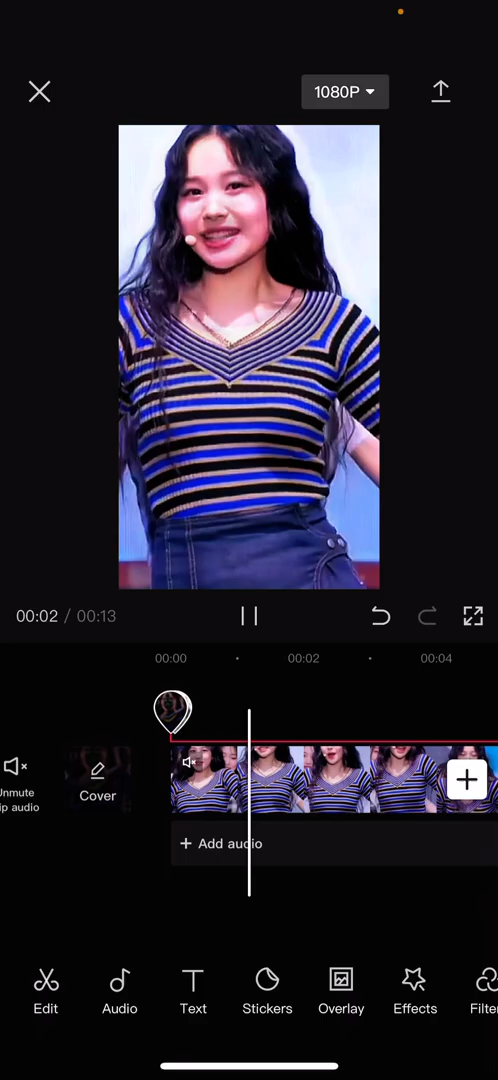 1080P
00:02 / 00:13
00:00
00:02
00:04
Unmute
Cover
audio
+ Add audio
Edit
Audio
Text
Stickers
Overlay
Effects